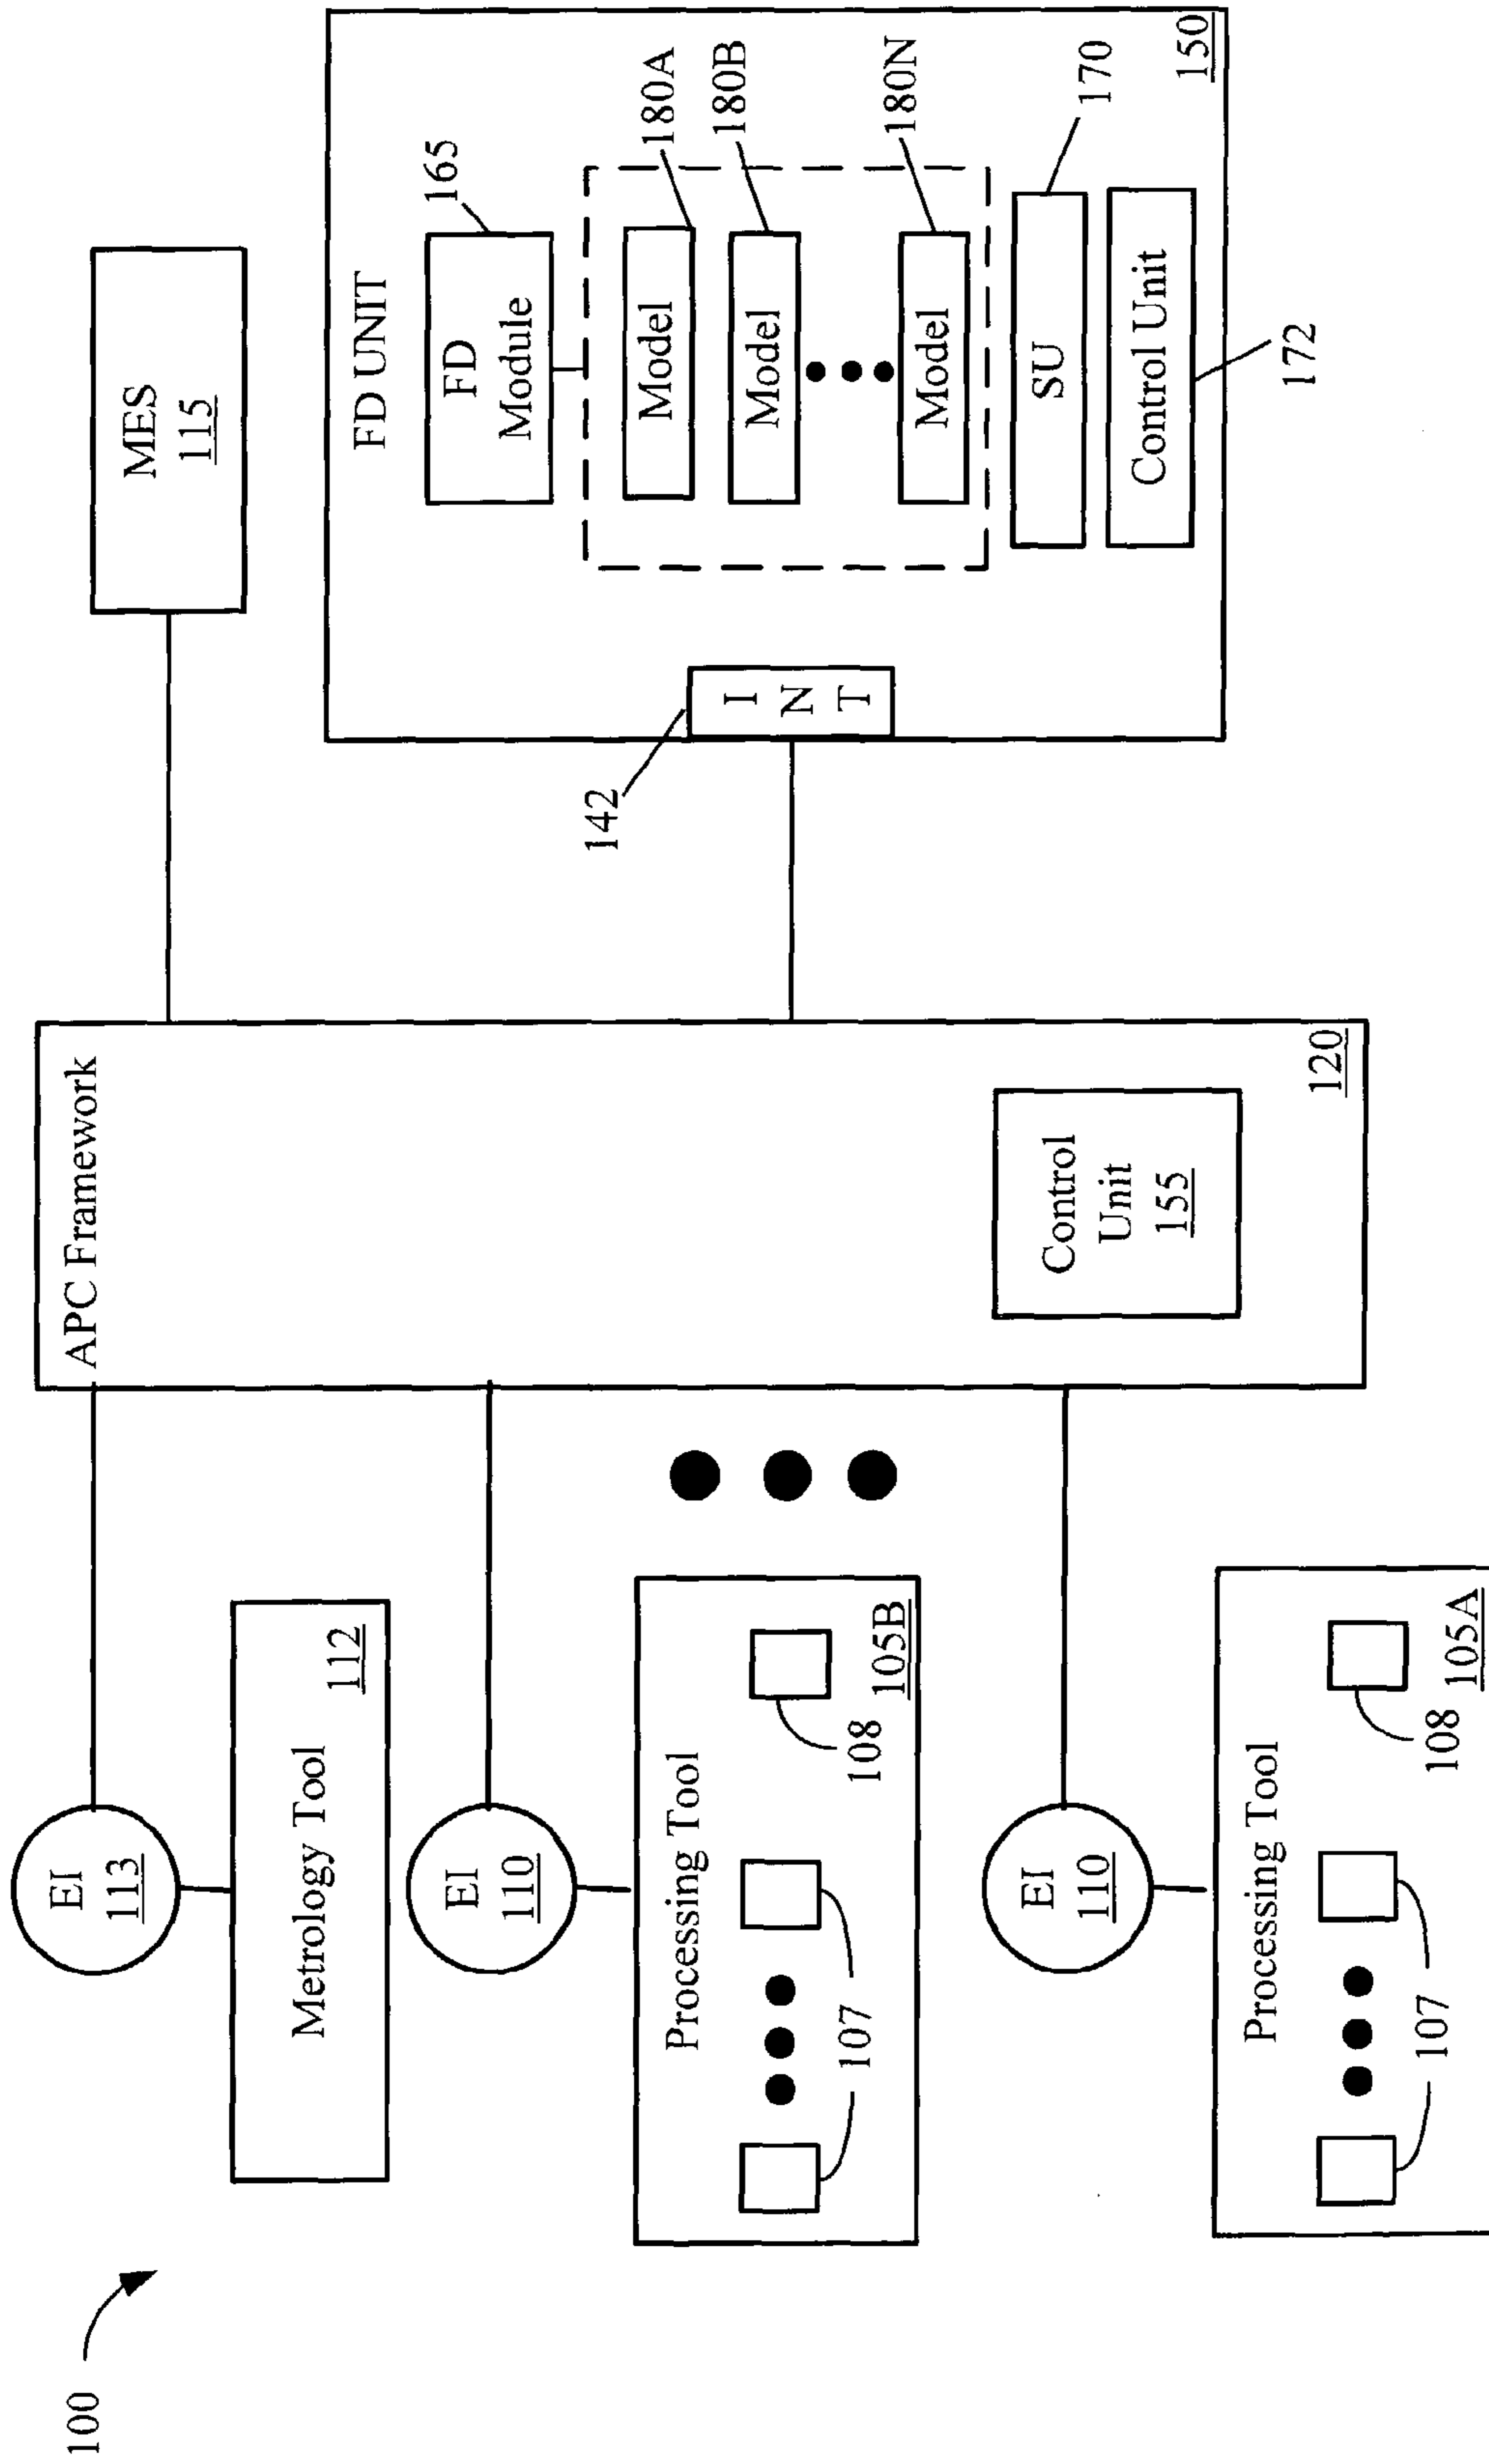 100
EI
113
Metrology Tool
112
EI
110
Processing Tool
107
108
105B
EI
110
Processing Tool
107
108
105A
APC Framework
Control
Unit
155
120
MES
115
142
I
N
T
FD UNIT
FD
Module
165
Model
180A
Model
180B
Model
180N
SU
170
Control Unit
172
150